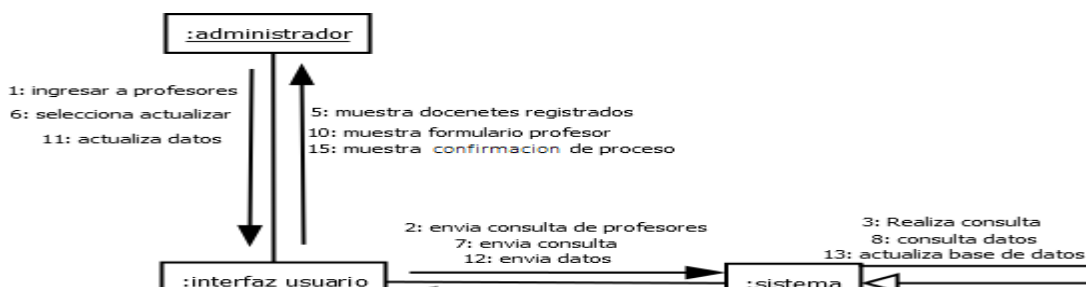 :administrador
1: ingresar a profesores
6: selecciona actualizar
11: actualiza datos
5: muestra docenetes registrados
10: muestra formulario profesor
15: muestra confirmacion de proceso
2: envia consulta de profesores
7: envia consulta
12: envia datos
3: Realiza consulta
8: consulta datos
13: actualiza base de datos
:interfaz usuario
:sistema